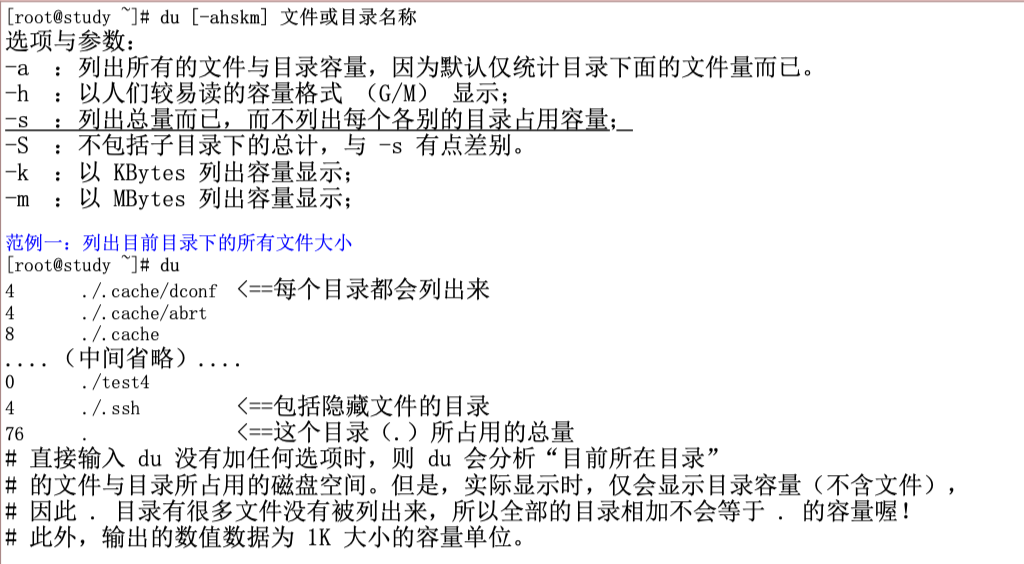 [root@study ~]# du [-ahskm] 文件或目录名称
选项与参数：
-a ：列出所有的文件与目录容量，因为默认仅统计目录下面的文件量而已。
-h ：以人们较易读的容量格式 （G/M） 显示；
-s ：列出总量而已，而不列出每个各别的目录占用容量；
-S ：不包括子目录下的总计，与 -s 有点差别。
-k ：以 KBytes 列出容量显示；
-m ：以 MBytes 列出容量显示；
范例一：列出目前目录下的所有文件大小
[root@study ~]# du
4 ./.cache/dconf <==每个目录都会列出来
4 ./.cache/abrt
8 ./.cache
....（中间省略）....
0 ./test4
4 ./.ssh <==包括隐藏文件的目录
76 . <==这个目录（.）所占用的总量
# 直接输入 du 没有加任何选项时，则 du 会分析“目前所在目录”
# 的文件与目录所占用的磁盘空间。但是，实际显示时，仅会显示目录容量（不含文件），
# 因此 . 目录有很多文件没有被列出来，所以全部的目录相加不会等于 . 的容量喔！
# 此外，输出的数值数据为 1K 大小的容量单位。